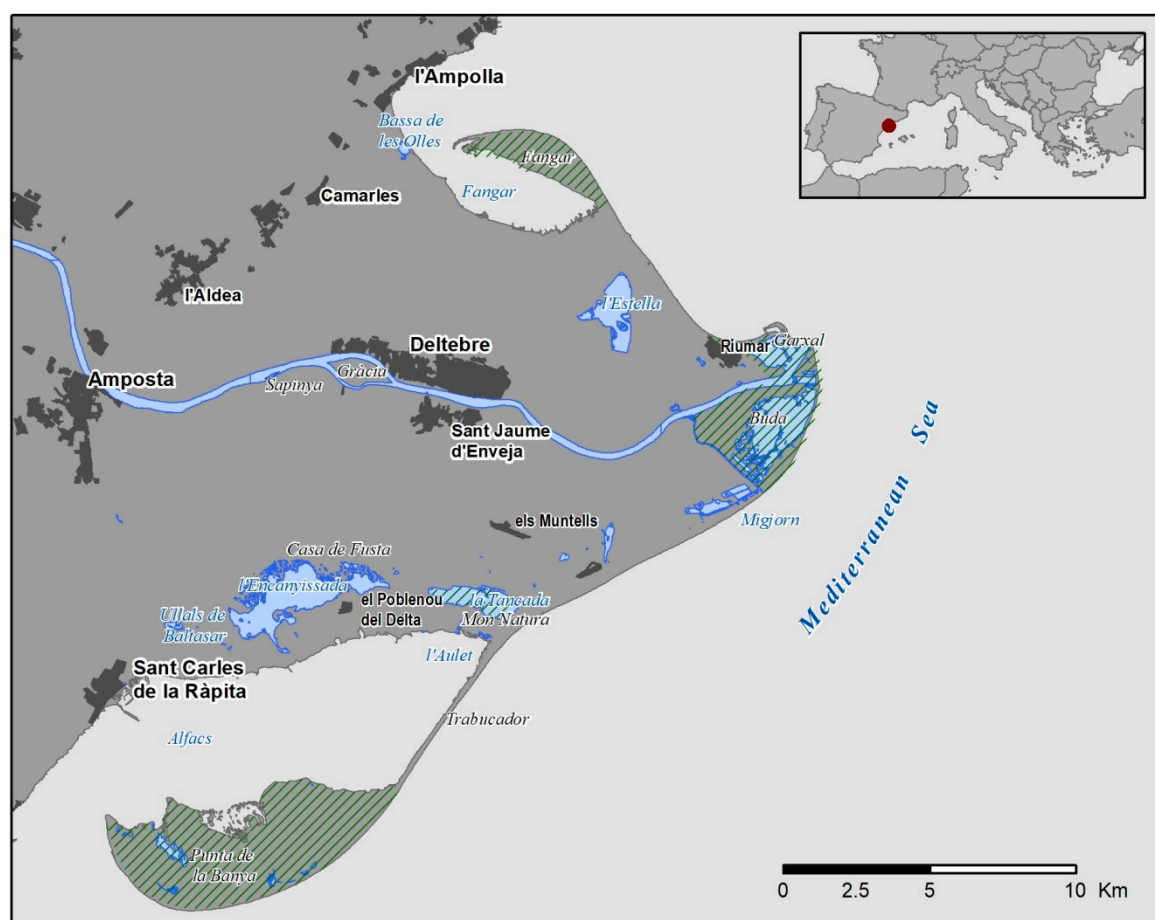 l'Ampolla
Bassa de
les Olles
Fangar
Fangar
Camarles
l'Aldea
l'Estella
Riumar
Garxal
Deltebre
Gràcia
Sapinya
Amposta
Buda
Sant Jaume
d'Enveja
Mediterranean Sea
Migjorn
els Muntells
Casa de Fusta
l'Encanyissada
la Tancada
Món Natura
el Poblenou
del Delta
Ullals de
Baltasar
l'Aulet
Sant Carles
de la Ràpita
Trabucador
Alfacs
Punta de
la Banya
0 2.5 5 10 Km